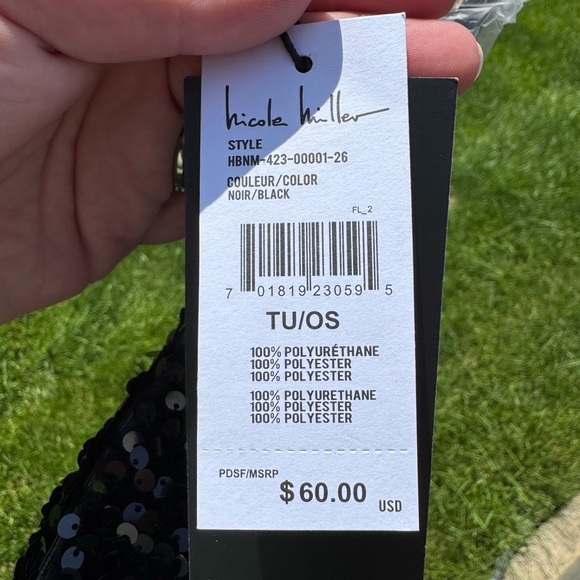 nicole miller
STYLE
HBNM-423-00001-26
COULEUR/COLOR
NOIR/BLACK
FL_2
7 01819 23059 5
TU/OS
100% POLYURÉTHANE
100% POLYESTER
100% POLYESTER
100% POLYURETHANE
100% POLYESTER
100% POLYESTER
PDSF/MSRP
$60.00 USD